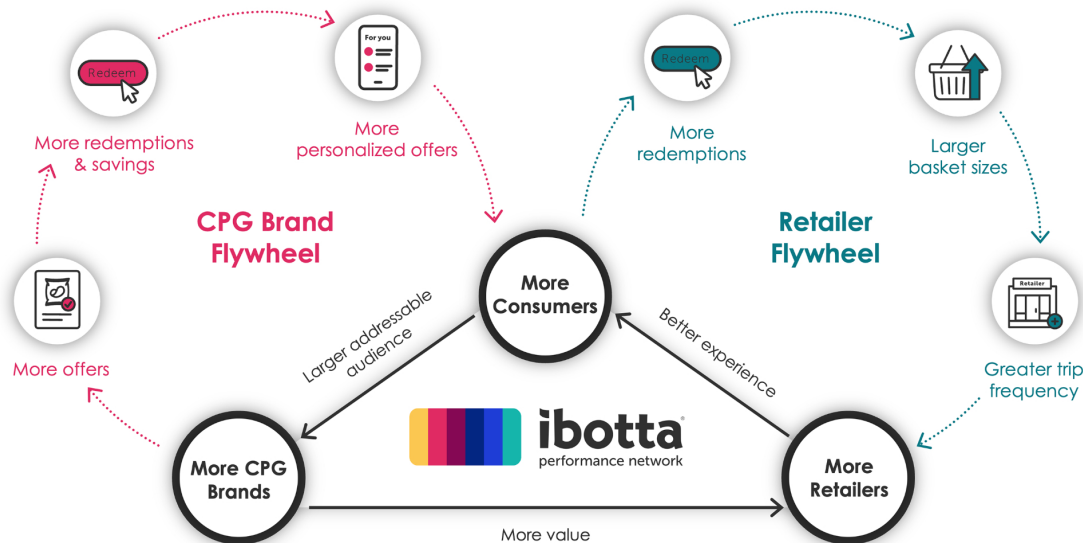 For you
Redeem
Redeem
More redemptions
& savings
More
personalized offers
More
redemptions
Larger
basket sizes
CPG Brand
Flywheel
Retailer
Flywheel
More
Consumers
Retailer
More offers
Larger addressable
audience
Better experience
Greater trip
frequency
ibotta
performance network
More CPG
Brands
More
Retailers
More value